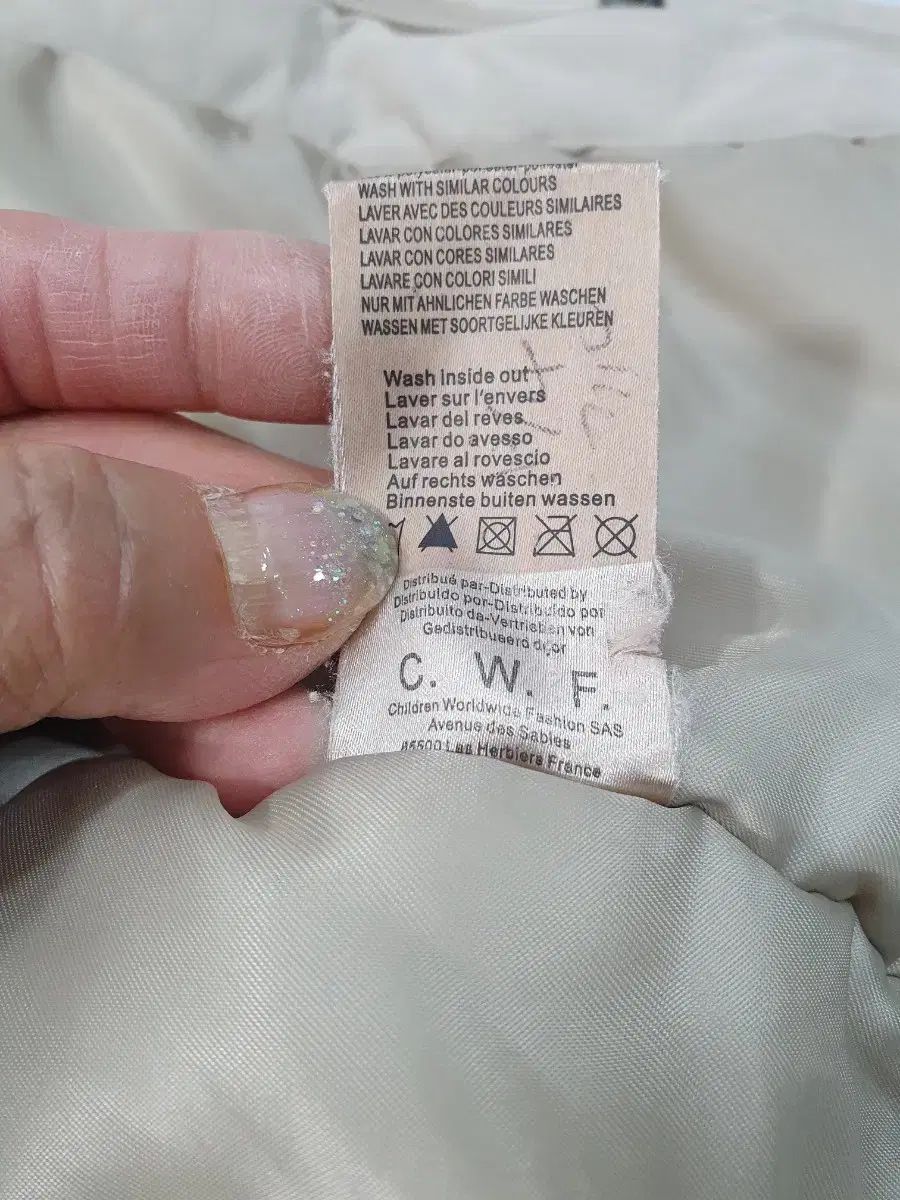 WASH WITH SIMILAR COLOURS
LAVER AVEC DES COULEURS SIMILAIRES
LAVAR CON COLORES SIMILARES
LAVAR CON CORES SIMILARES
LAVARE CON COLORI SIMILI
NUR MIT AHNLICHEN FARBE WASCHEN
WASSEN MET SOORTGELIJKE KLEUREN
Wash inside out
Laver sur l'envers
Lavar del reves
Lavar do avesso
Lavare al rovescio
Auf rechts waschen
Binnenste buiten wassen
Distribué par-Distributed by
Distribuido por-Distribuido por
Distribuito da-Vertrieben von
Gedistribueerd door
C. W. F.
Children Worldwide Fashion SAS
Avenue des Sables
85500 Les Herbiers France